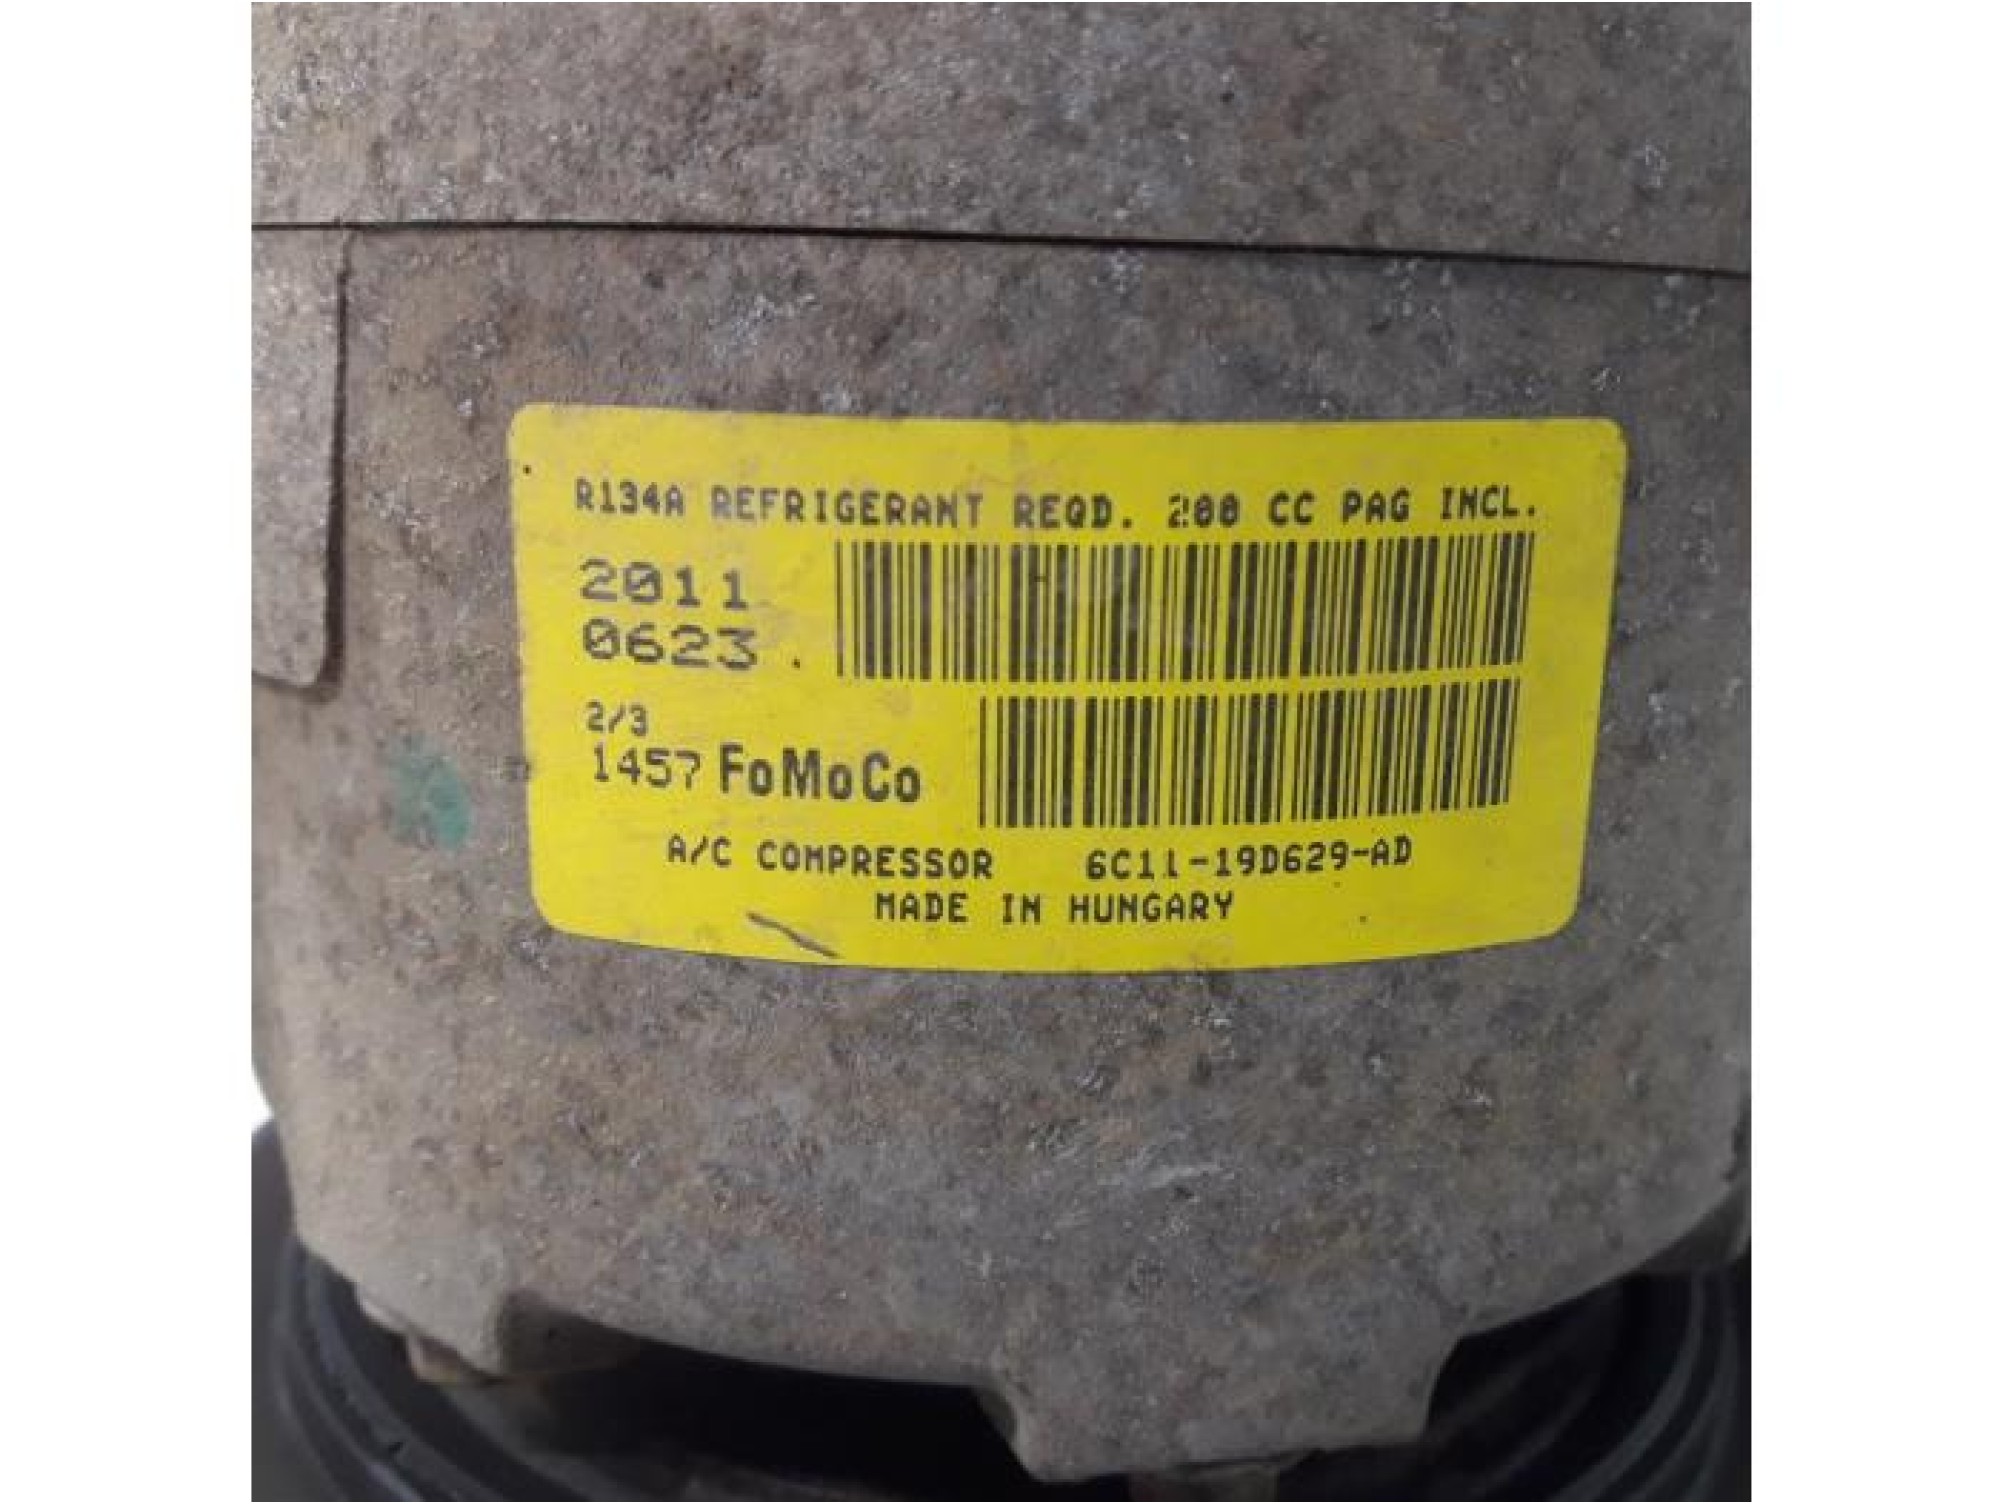 R134A REFRIGERANT REQD. 200 CC PAG INCL.
2011
0623
2/3
1457 FoMoCo
A/C COMPRESSOR 6C11-19D629-AD
MADE IN HUNGARY